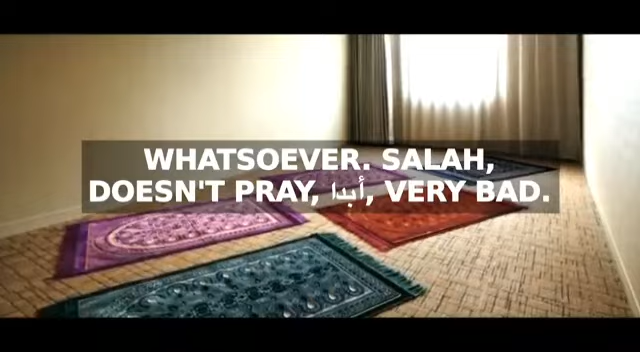 WHATSOEVER. SALAH,
DOESN'T PRAY, أبدا, VERY BAD.